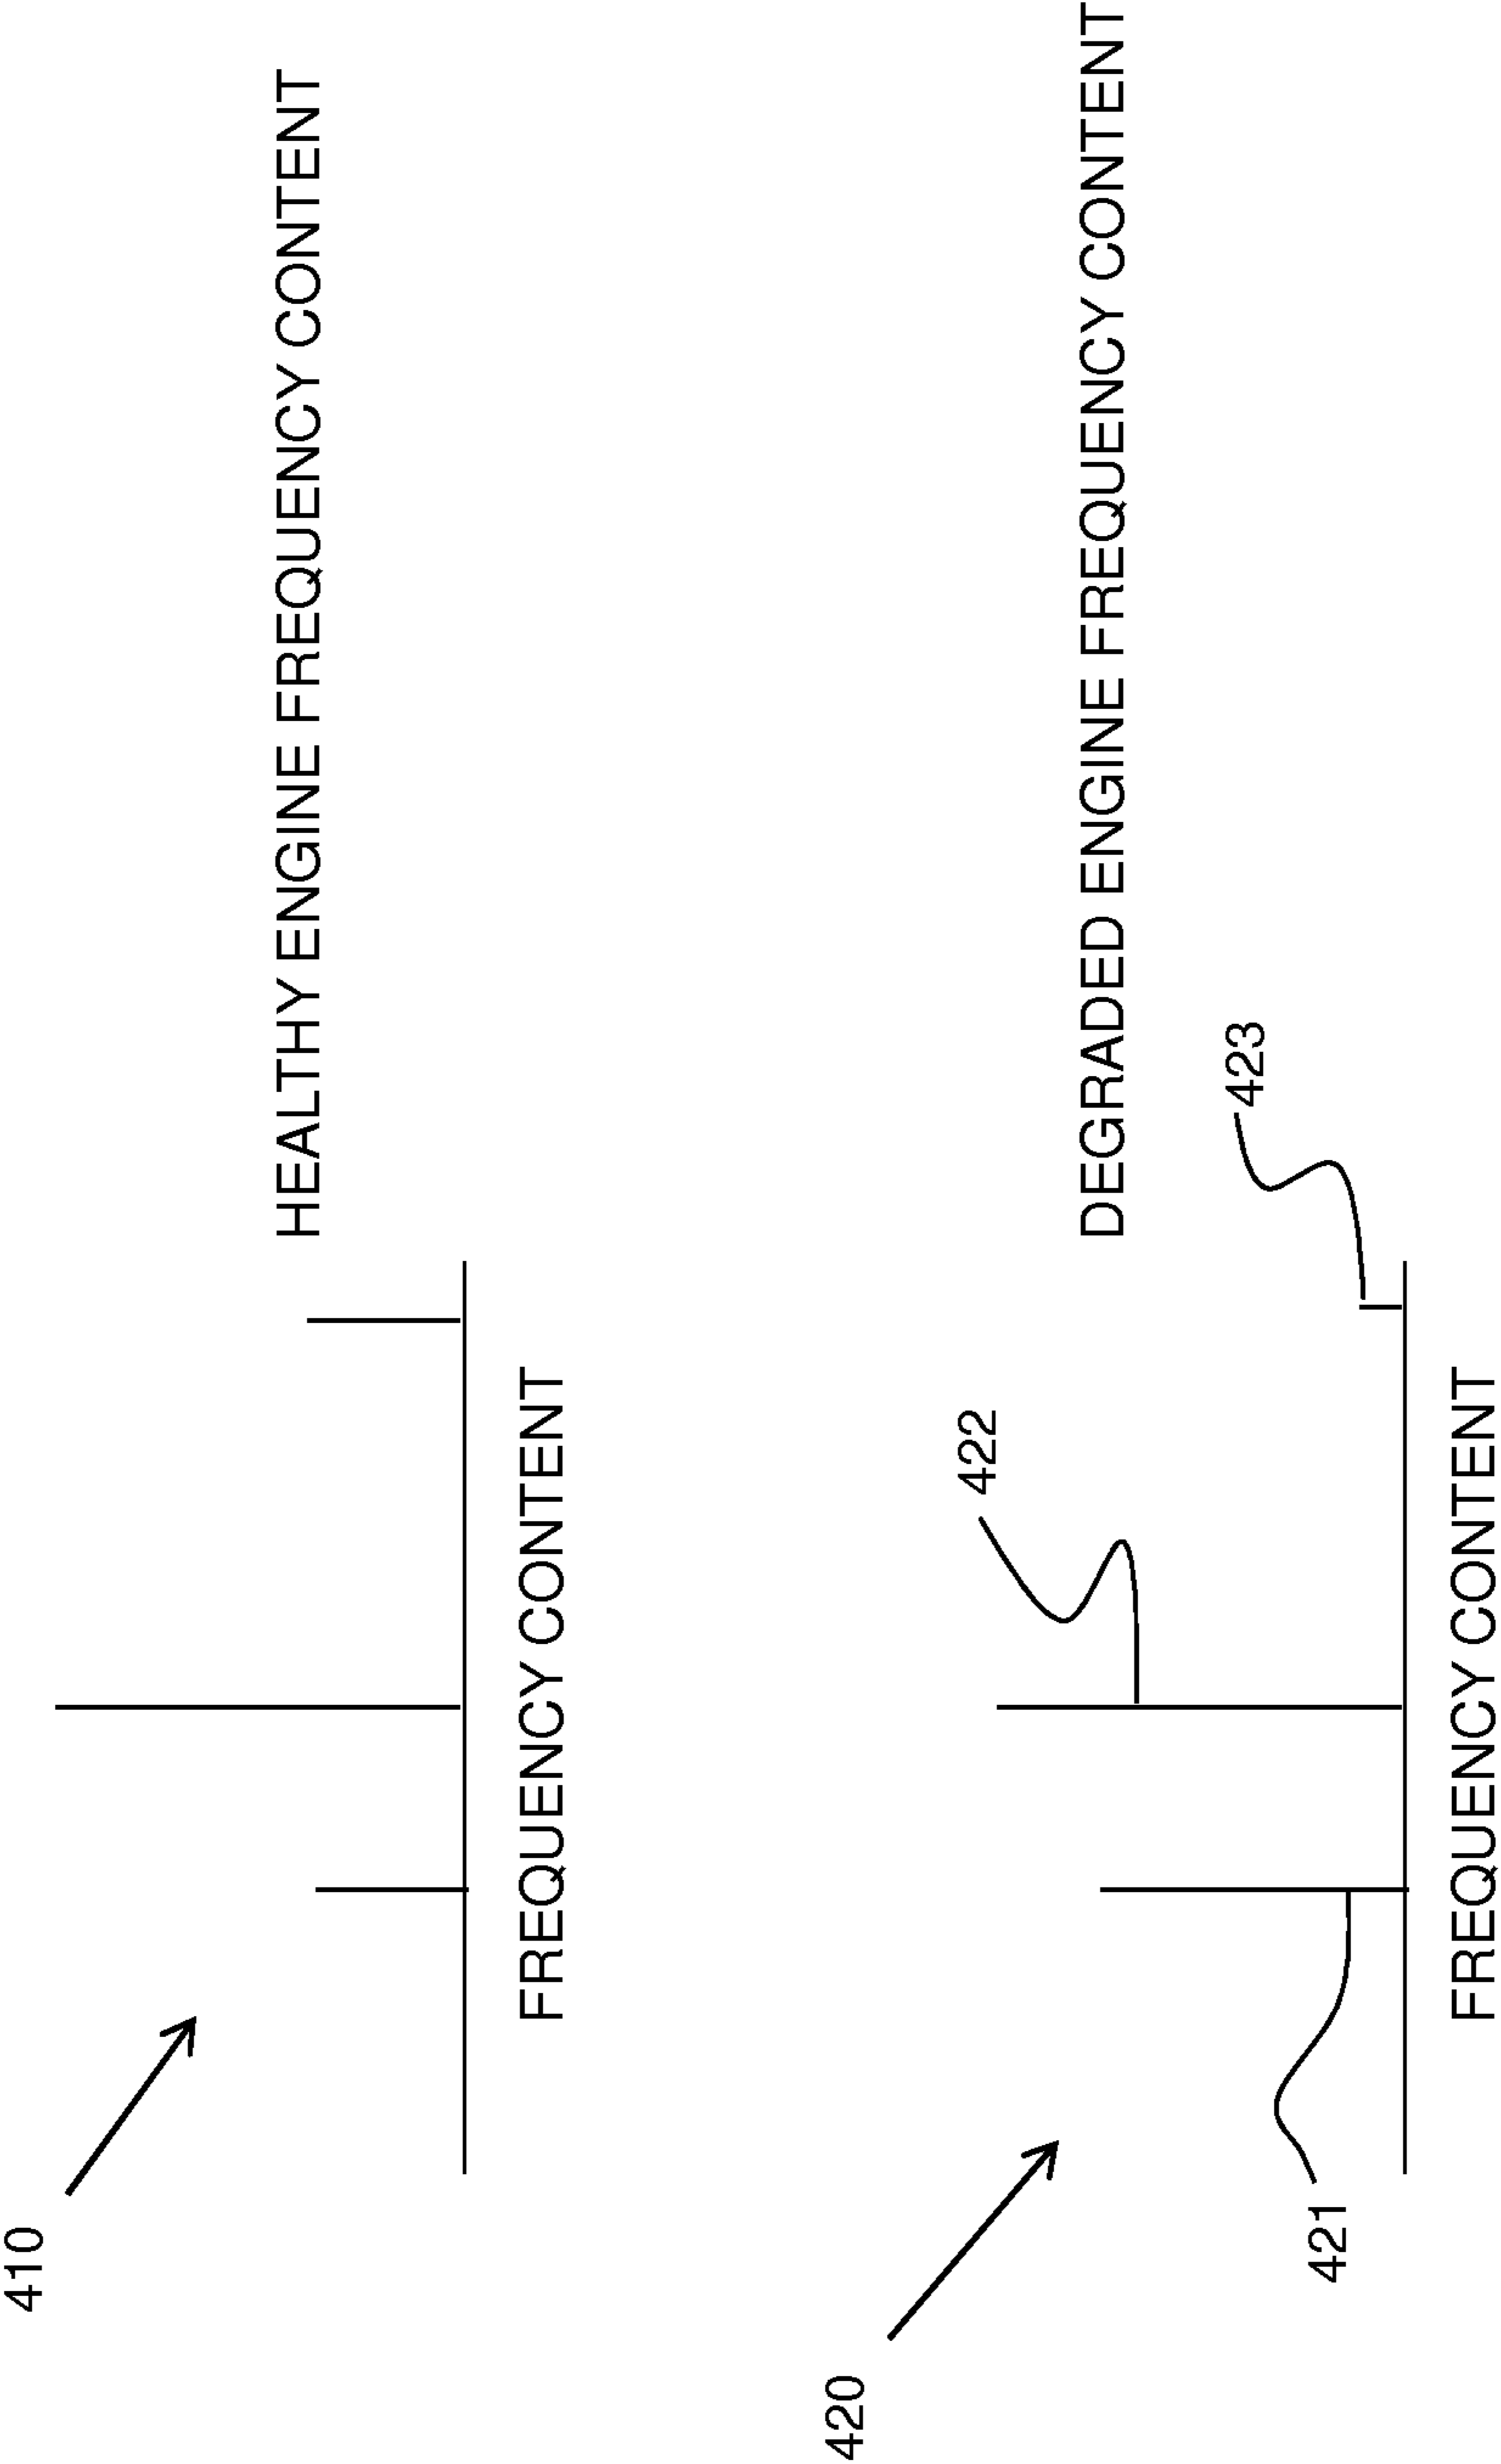 410
HEALTHY ENGINE FREQUENCY CONTENT
FREQUENCY CONTENT
420
422
DEGRADED ENGINE FREQUENCY CONTENT
423
421
FREQUENCY CONTENT